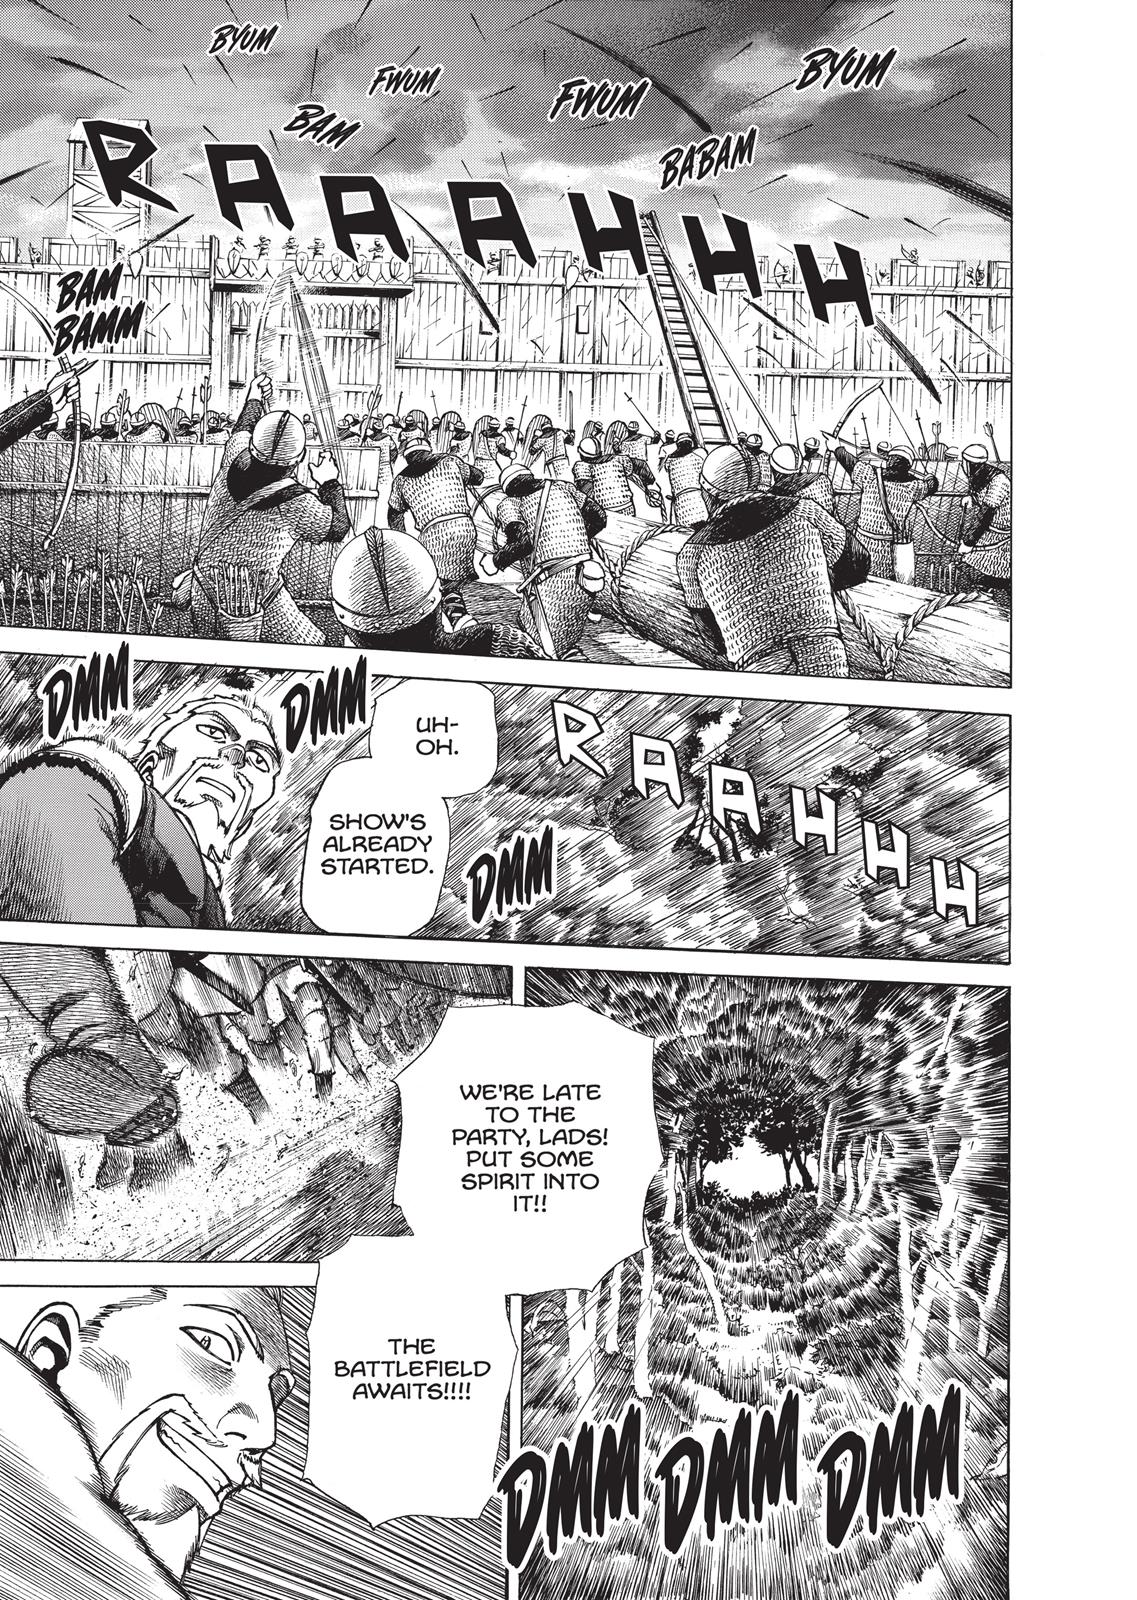 BYUM
FWUM
BAM
FWUM
BYUM
BABAM
RAAAHHH
BAM
BAMM
DMM
DMM
UH-
OH.
SHOW'S
ALREADY
STARTED.
RAAHHH
DMM
WE'RE LATE
TO THE
PARTY, LADS!
PUT SOME
SPIRIT INTO
IT!!
THE
BATTLEFIELD
AWAITS!!!!
DMM DMM DMM